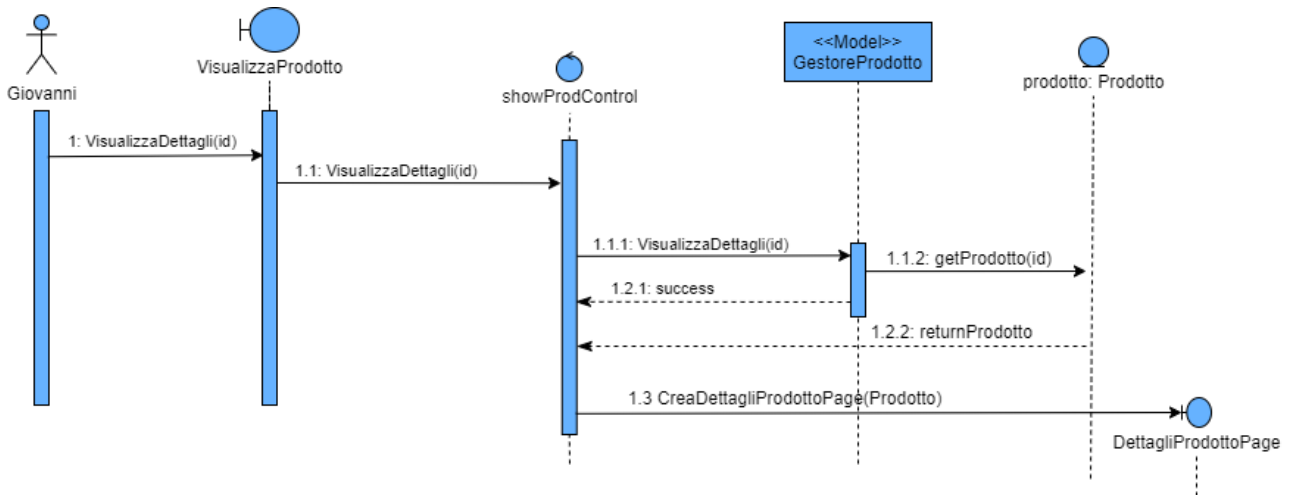 <<Model>>
GestoreProdotto
VisualizzaProdotto
prodotto: Prodotto
Giovanni
showProdControl
1: VisualizzaDettagli(id)
1.1: VisualizzaDettagli(id)
1.1.1: VisualizzaDettagli(id)
1.1.2: getProdotto(id)
1.2.1: success
1.2.2: returnProdotto
1.3 CreaDettagliProdottoPage(Prodotto)
DettagliProdottoPage